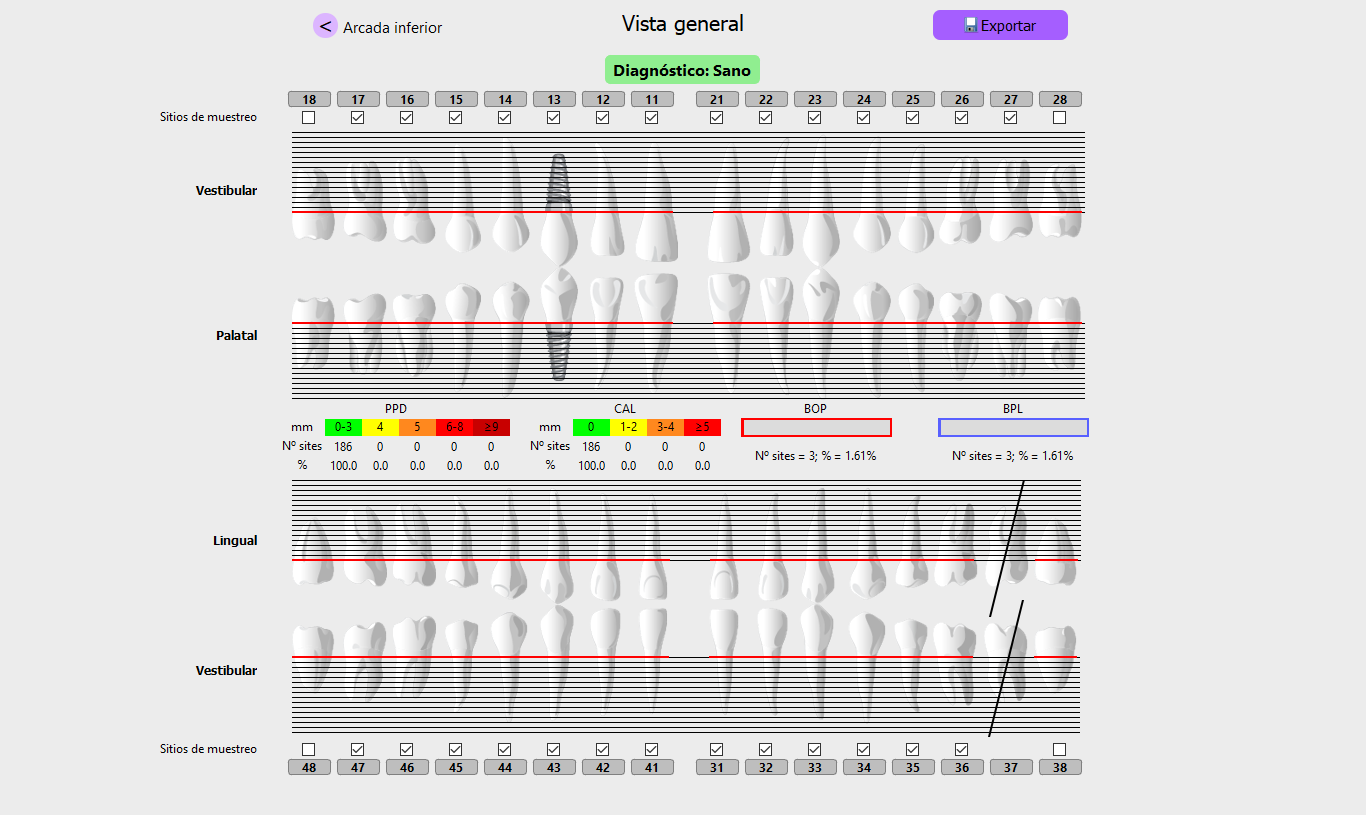 < Arcada inferior Vista general Exportar
Diagnóstico: Sano
18 17 16 15 14 13 12 11 21 22 23 24 25 26 27 28
Sitios de muestreo
Vestibular
Palatal
PPD CAL BOP BPL
mm 0-3 4 5 6-8 ≥9 mm 0 1-2 3-4 ≥5
Nº sites 186 0 0 0 0 Nº sites 186 0 0 0
Nº sites = 3; % = 1.61% Nº sites = 3; % = 1.61%
% 100.0 0.0 0.0 0.0 0.0 % 100.0 0.0 0.0 0.0
Lingual
Vestibular
Sitios de muestreo
48 47 46 45 44 43 42 41 31 32 33 34 35 36 37 38